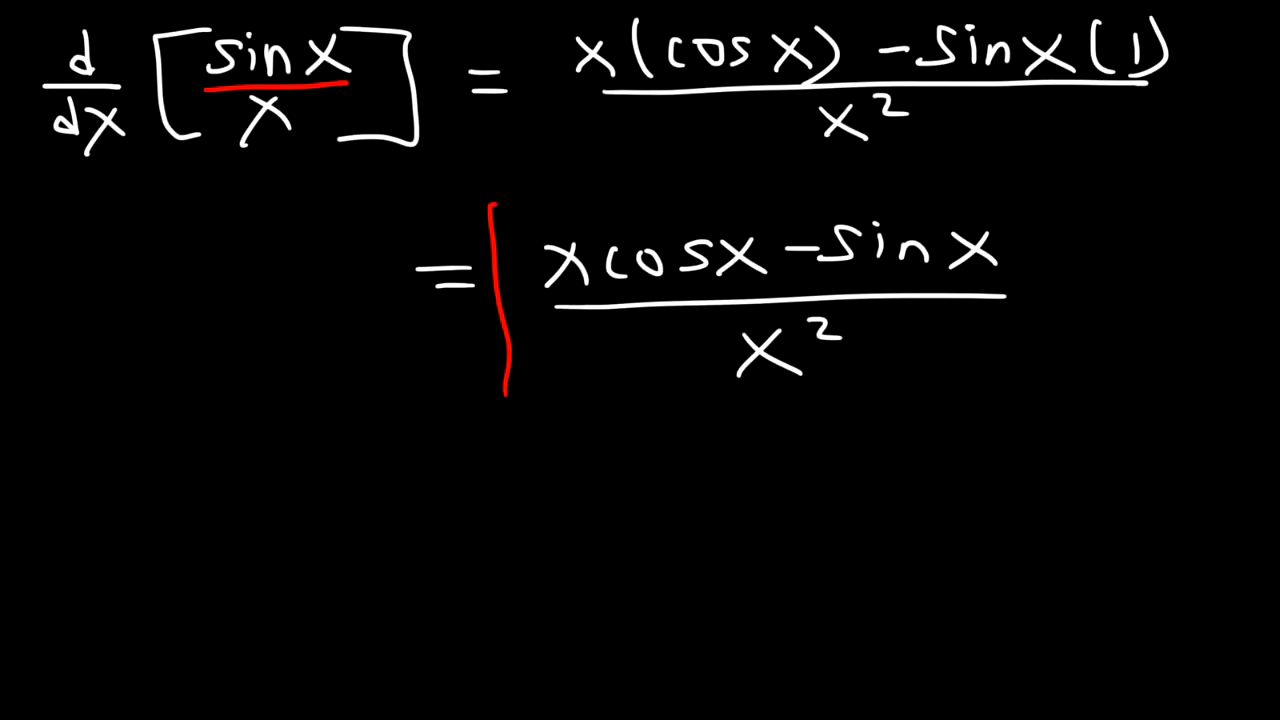 d/dx [sin x / x] = x(cos x) - sin x(1) / x²
= x cos x - sin x / x²